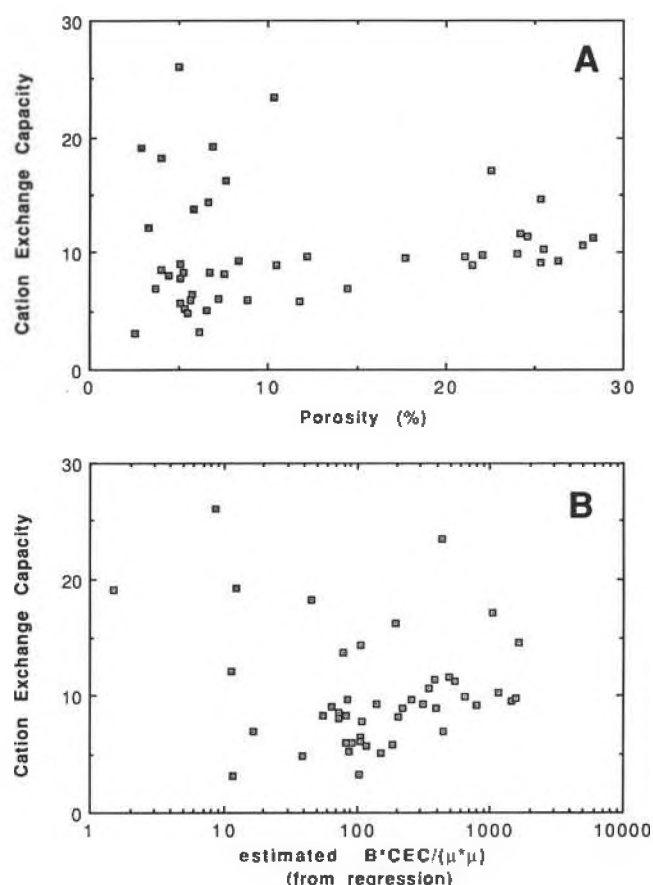 A
Cation Exchange Capacity
30
20
10
0
0 10 20 30
Porosity (%)
B
Cation Exchange Capacity
30
20
10
0
1 10 100 1000 10000
estimated B*CEC/(μ*μ)
(from regression)